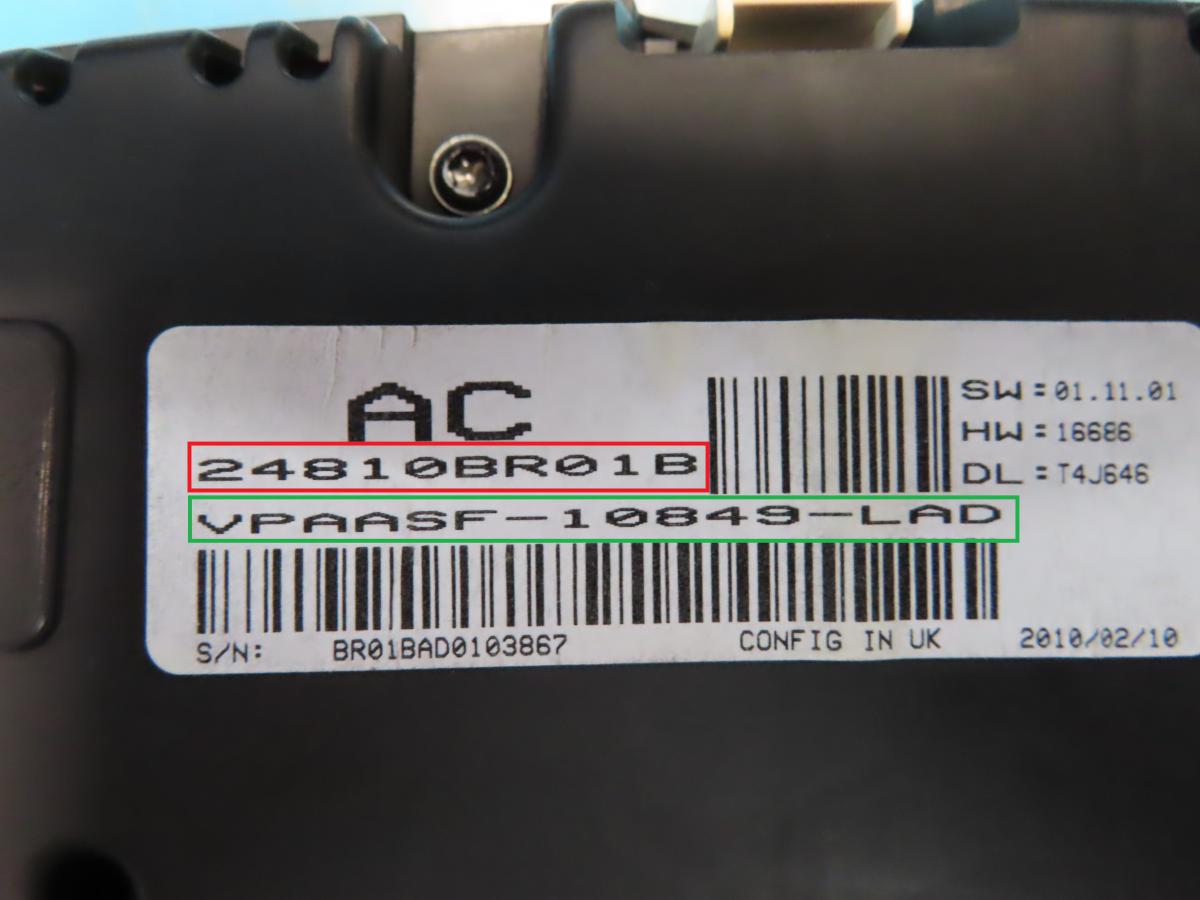 AC
24810BR01B
VPAASF-10849-LAD
SW=01.11.01
HW=16686
DL=T4J646
S/N: BR01BAD0103867 CONFIG IN UK 2010/02/10